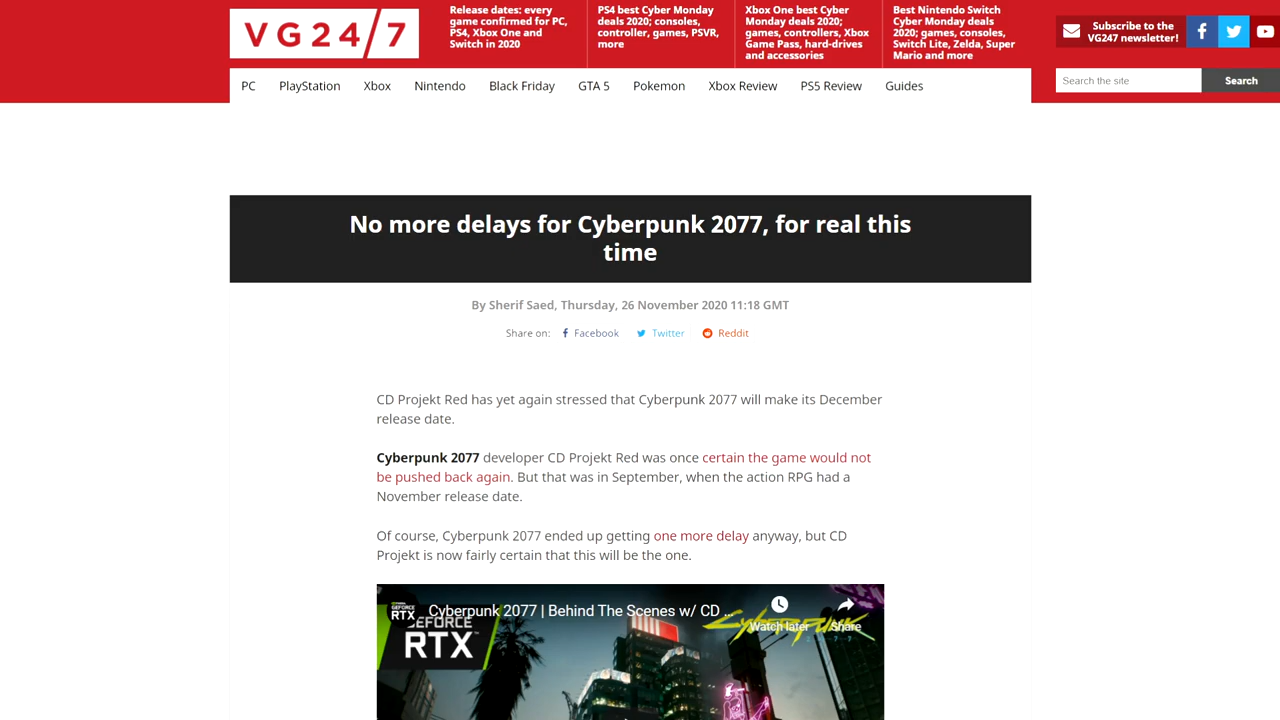 VG24/7
Release dates: every
game confirmed for PC,
PS4, Xbox One and
Switch in 2020
PS4 best Cyber Monday
deals 2020; consoles,
controller, games, PSVR,
more
Xbox One best Cyber
Monday deals 2020;
games, controllers, Xbox
Game Pass, hard-drives
and accessories
Best Nintendo Switch
Cyber Monday deals
2020; games, consoles,
Switch Lite, Zelda, Super
Mario and more
Subscribe to the
VG247 newsletter!
Search the site
Search
PC PlayStation Xbox Nintendo Black Friday GTA 5 Pokemon Xbox Review PS5 Review Guides
No more delays for Cyberpunk 2077, for real this
time
By Sherif Saed, Thursday, 26 November 2020 11:18 GMT
Share on: Facebook Twitter Reddit
CD Projekt Red has yet again stressed that Cyberpunk 2077 will make its December
release date.
Cyberpunk 2077 developer CD Projekt Red was once certain the game would not
be pushed back again. But that was in September, when the action RPG had a
November release date.
Of course, Cyberpunk 2077 ended up getting one more delay anyway, but CD
Projekt is now fairly certain that this will be the one.
GEFORCE
RTX
Cyberpunk 2077 | Behind The Scenes w/ CD ...
Watch later
Share
GEFORCE
RTX
Cyberpunk
2077